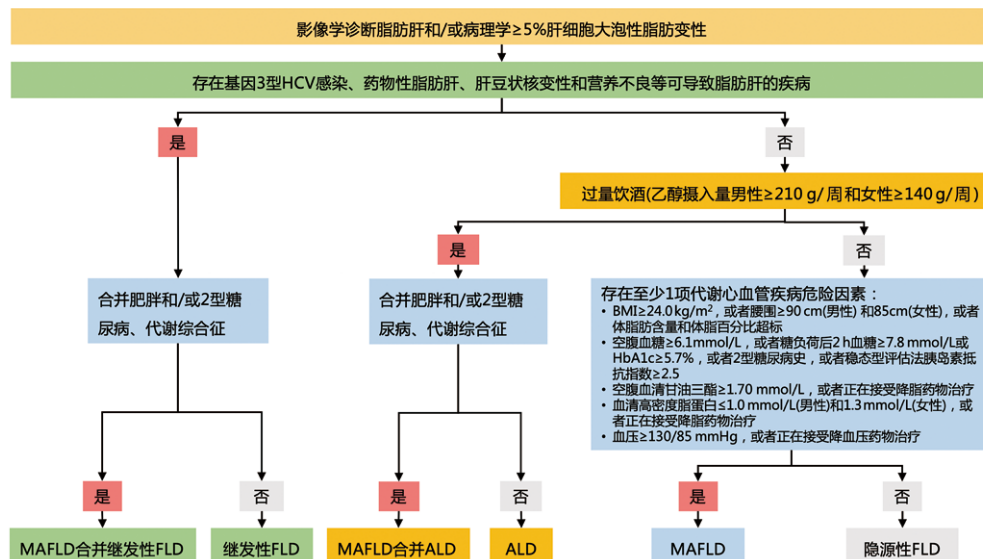 影像学诊断脂肪肝和/或病理学≥5%肝细胞大泡性脂肪变性
存在基因3型HCV感染、药物性脂肪肝、肝豆状核变性和营养不良等可导致脂肪肝的疾病
是
否
过量饮酒(乙醇摄入量男性≥210 g/周和女性≥140 g/周)
是
否
合并肥胖和/或2型糖
尿病、代谢综合征
合并肥胖和/或2型糖
尿病、代谢综合征
存在至少1项代谢心血管疾病危险因素：
• BMI≥24.0 kg/m²，或者腰围≥90 cm(男性) 和85cm(女性)，或者
体脂肪含量和体脂百分比超标
• 空腹血糖≥6.1mmol/L，或者糖负荷后2 h血糖≥7.8 mmol/L或
HbA1c≥5.7%，或者2型糖尿病史，或者稳态型评估法胰岛素抵
抗指数≥2.5
• 空腹血清甘油三酯≥1.70 mmol/L，或者正在接受降脂药物治疗
• 血清高密度脂蛋白≤1.0 mmol/L(男性)和1.3 mmol/L(女性)，或
者正在接受降脂药物治疗
• 血压≥130/85 mmHg，或者正在接受降血压药物治疗
是
否
是
否
是
否
MAFLD合并继发性FLD
继发性FLD
MAFLD合并ALD
ALD
MAFLD
隐源性FLD